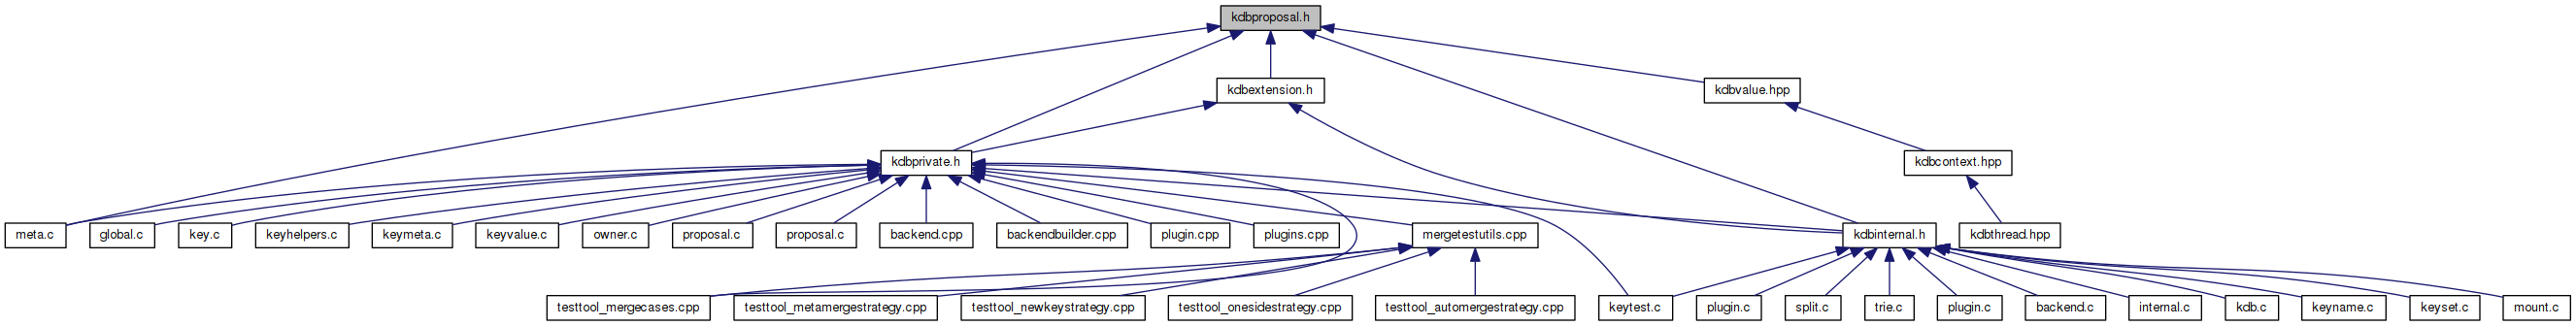 kdbproposal.h
kdbextension.h
kdbvalue.hpp
kdbprivate.h
kdbcontext.hpp
meta.c
global.c
key.c
keyhelpers.c
keymeta.c
keyvalue.c
owner.c
proposal.c
proposal.c
backend.cpp
backendbuilder.cpp
plugin.cpp
plugins.cpp
mergetestutils.cpp
kdbinternal.h
kdbthread.hpp
testtool_mergecases.cpp
testtool_metamergestrategy.cpp
testtool_newkeystrategy.cpp
testtool_onesidestrategy.cpp
testtool_automergestrategy.cpp
keytest.c
plugin.c
split.c
trie.c
plugin.c
backend.c
internal.c
kdb.c
keyname.c
keyset.c
mount.c